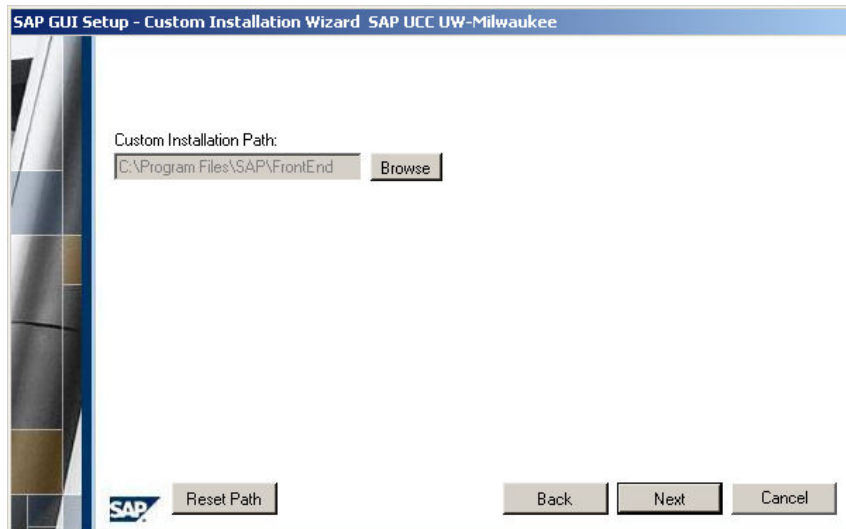 SAP GUI Setup - Custom Installation Wizard SAP UCC UW-Milwaukee
Custom Installation Path:
C:\Program Files\SAP\FrontEnd Browse
SAP Reset Path Back Next Cancel